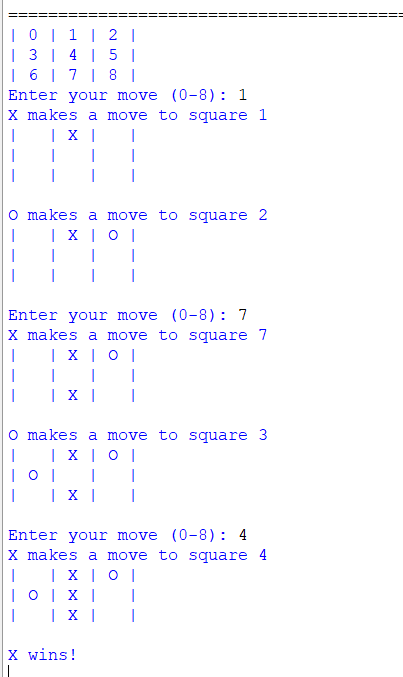 ========================================
| 0 | 1 | 2 |
| 3 | 4 | 5 |
| 6 | 7 | 8 |
Enter your move (0-8): 1
X makes a move to square 1
|   | X |   |
|   |   |   |
|   |   |   |
O makes a move to square 2
|   | X | O |
|   |   |   |
|   |   |   |
Enter your move (0-8): 7
X makes a move to square 7
|   | X | O |
|   |   |   |
|   | X |   |
O makes a move to square 3
|   | X | O |
| O |   |   |
|   | X |   |
Enter your move (0-8): 4
X makes a move to square 4
|   | X | O |
| O | X |   |
|   | X |   |
X wins!